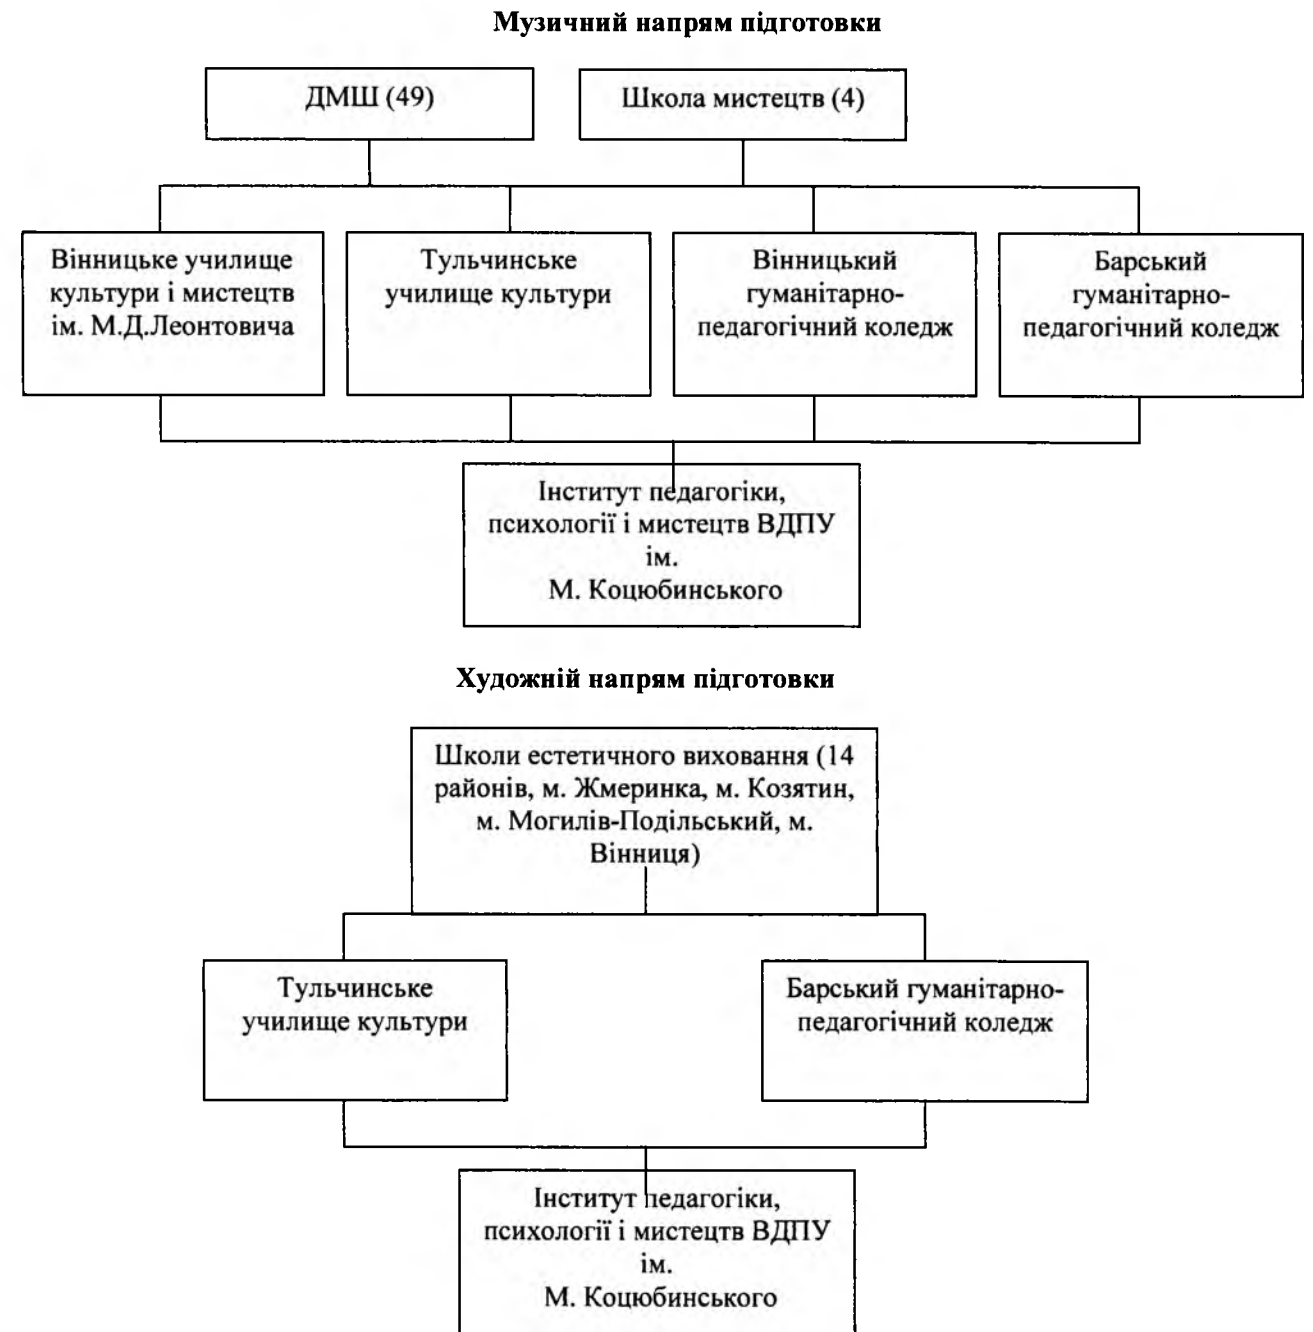 Музичний напрям підготовки
ДМШ (49)
Школа мистецтв (4)
Вінницьке училище
культури і мистецтв
ім. М.Д.Леонтовича
Тульчинське
училище культури
Вінницький
гуманітарно-
педагогічний коледж
Барський
гуманітарно-
педагогічний коледж
Інститут педагогіки,
психології і мистецтв ВДПУ
ім.
М. Коцюбинського
Художній напрям підготовки
Школи естетичного виховання (14
районів, м. Жмеринка, м. Козятин,
м. Могилів-Подільський, м.
Вінниця)
Тульчинське
училище культури
Барський гуманітарно-
педагогічний коледж
Інститут педагогіки,
психології і мистецтв ВДПУ
ім.
М. Коцюбинського